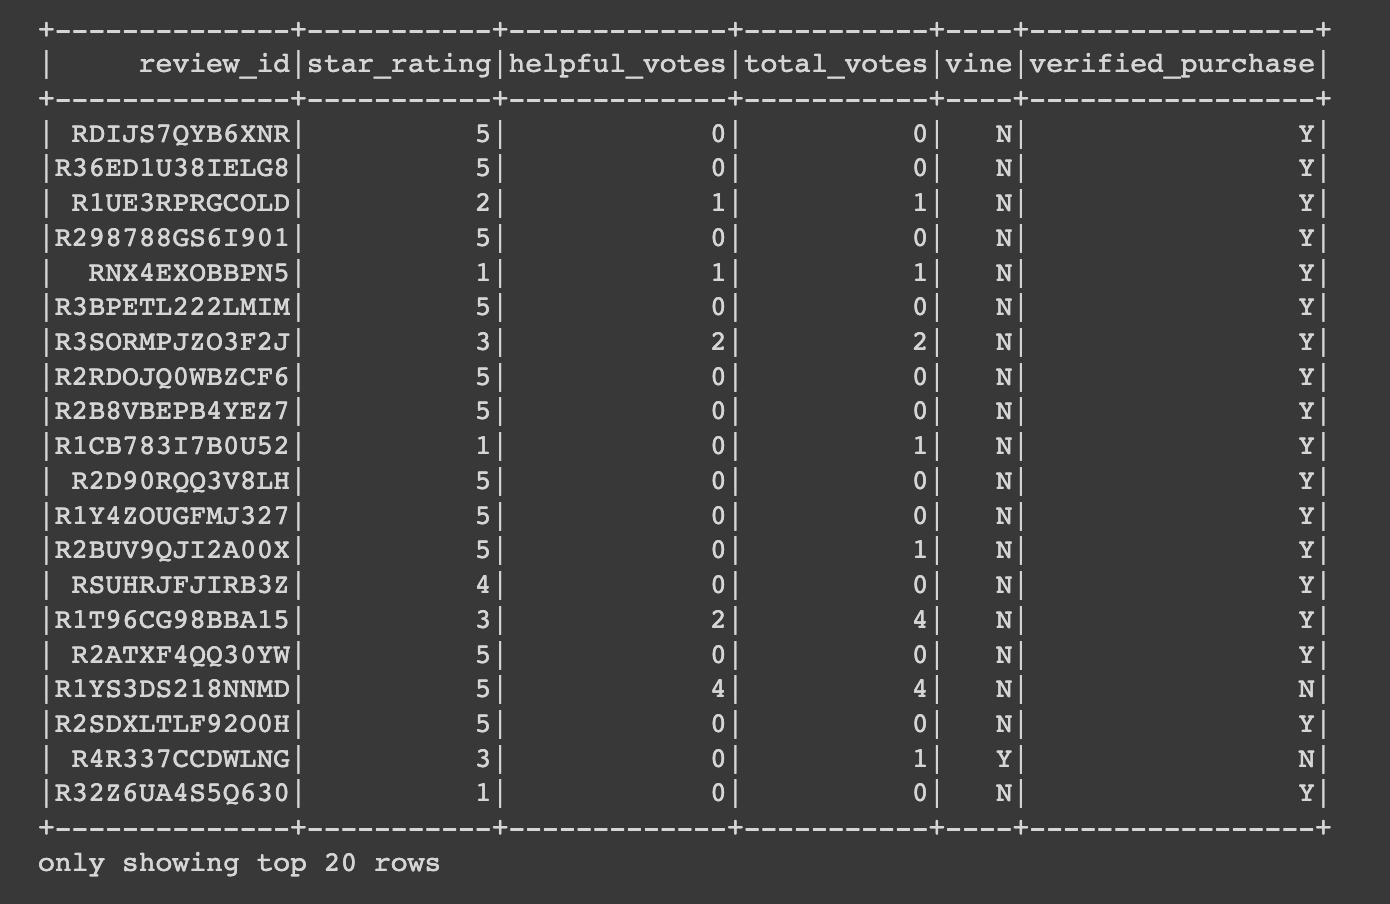 +--------------+-----------+-------------+-----------+----+-----------------+
|     review_id|star_rating|helpful_votes|total_votes|vine|verified_purchase|
+--------------+-----------+-------------+-----------+----+-----------------+
| RDIJS7QYB6XNR|          5|            0|          0|   N|                Y|
|R36ED1U38IELG8|          5|            0|          0|   N|                Y|
| R1UE3RPRGCOLD|          2|            1|          1|   N|                Y|
|R298788GS6I901|          5|            0|          0|   N|                Y|
|  RNX4EXOBBPN5|          1|            1|          1|   N|                Y|
|R3BPETL222LMIM|          5|            0|          0|   N|                Y|
|R3SORMPJZO3F2J|          3|            2|          2|   N|                Y|
|R2RDOJQ0WBZCF6|          5|            0|          0|   N|                Y|
|R2B8VBEPB4YEZ7|          5|            0|          0|   N|                Y|
|R1CB783I7B0U52|          1|            0|          1|   N|                Y|
| R2D90RQQ3V8LH|          5|            0|          0|   N|                Y|
|R1Y4ZOUGFMJ327|          5|            0|          0|   N|                Y|
|R2BUV9QJI2A00X|          5|            0|          1|   N|                Y|
| RSUHRJFJIRB3Z|          4|            0|          0|   N|                Y|
|R1T96CG98BBA15|          3|            2|          4|   N|                Y|
| R2ATXF4QQ30YW|          5|            0|          0|   N|                Y|
|R1YS3DS218NNMD|          5|            4|          4|   N|                N|
|R2SDXLTLF92O0H|          5|            0|          0|   N|                Y|
| R4R337CCDWLNG|          3|            0|          1|   Y|                N|
|R32Z6UA4S5Q630|          1|            0|          0|   N|                Y|
+--------------+-----------+-------------+-----------+----+-----------------+
only showing top 20 rows